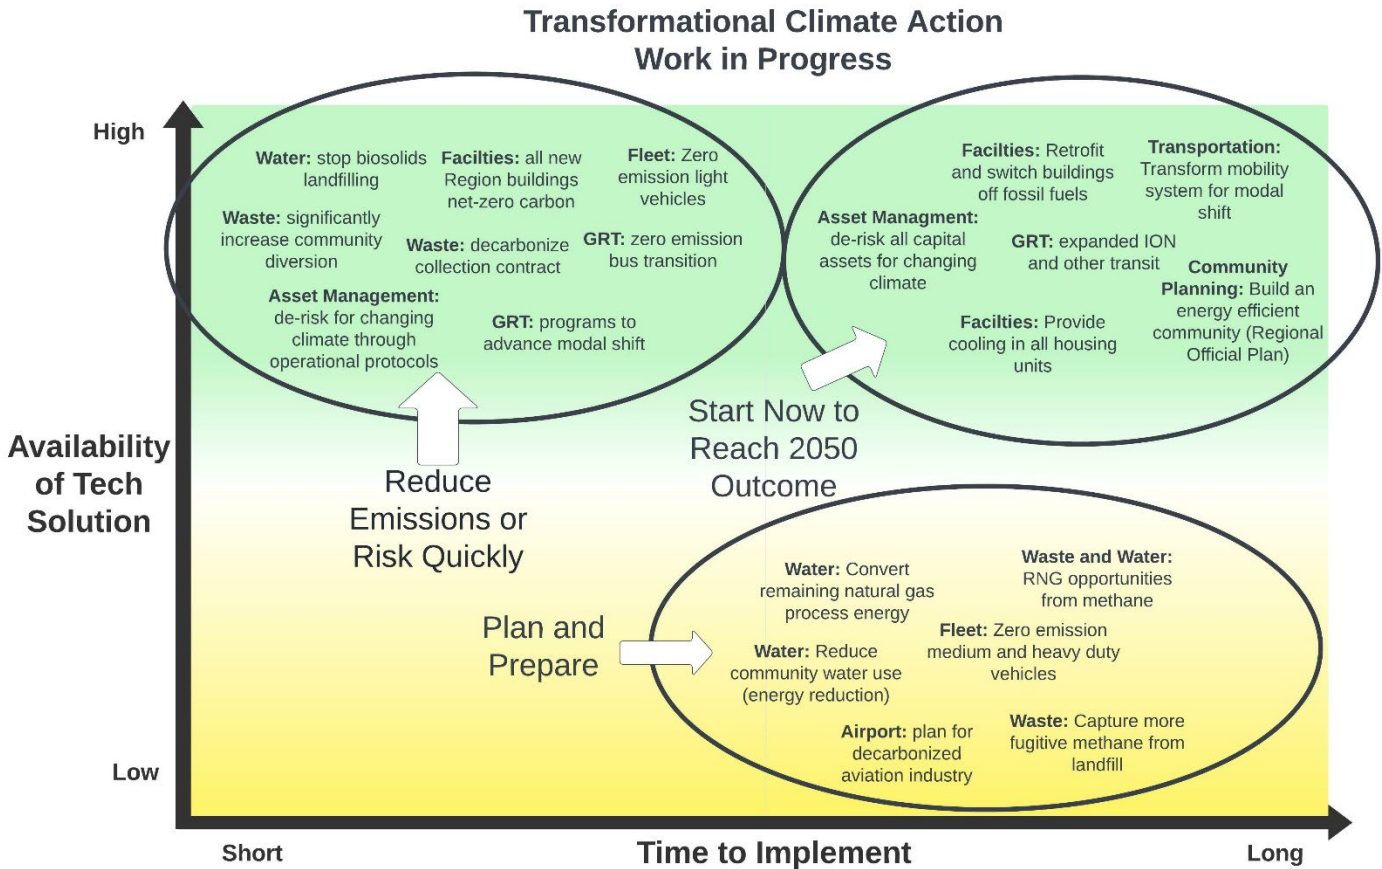 Transformational Climate Action
Work in Progress
High
Water: stop biosolids
landfilling
Facilties: all new
Region buildings
net-zero carbon
Fleet: Zero
emission light
vehicles
Waste: significantly
increase community
diversion
Waste: decarbonize
collection contract
GRT: zero emission
bus transition
Asset Management:
de-risk for changing
climate through
operational protocols
GRT: programs to
advance modal shift
Facilties: Retrofit
and switch buildings
off fossil fuels
Transportation:
Transform mobility
system for modal
shift
Asset Managment:
de-risk all capital
assets for changing
climate
GRT: expanded ION
and other transit
Community
Planning: Build an
energy efficient
community (Regional
Official Plan)
Facilties: Provide
cooling in all housing
units
Availability
of Tech
Solution
Reduce
Emissions or
Risk Quickly
Start Now to
Reach 2050
Outcome
Plan and
Prepare
Water: Convert
remaining natural gas
process energy
Waste and Water:
RNG opportunities
from methane
Water: Reduce
community water use
(energy reduction)
Fleet: Zero emission
medium and heavy duty
vehicles
Airport: plan for
decarbonized
aviation industry
Waste: Capture more
fugitive methane from
landfill
Low
Short
Time to Implement
Long